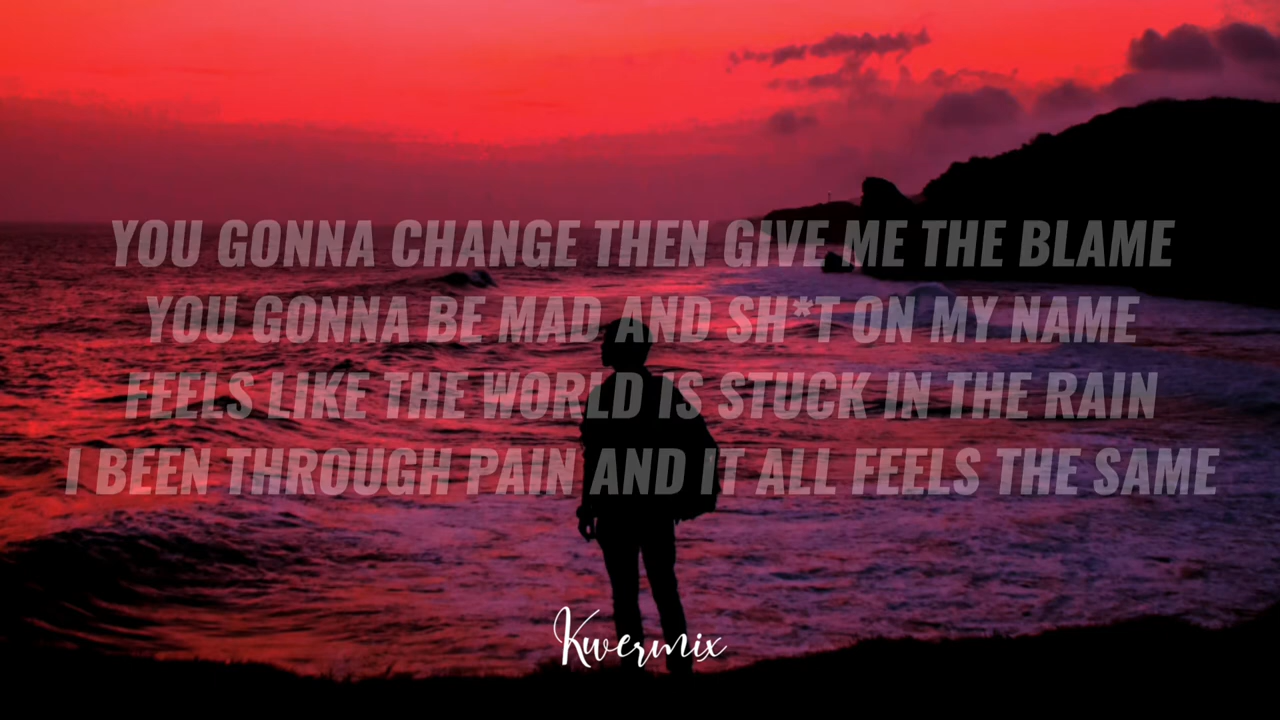 YOU GONNA CHANGE THEN GIVE ME THE BLAME
YOU GONNA BE MAD AND SH*T ON MY NAME
FEELS LIKE THE WORLD IS STUCK IN THE RAIN
I BEEN THROUGH PAIN AND IT ALL FEELS THE SAME
Kwermix